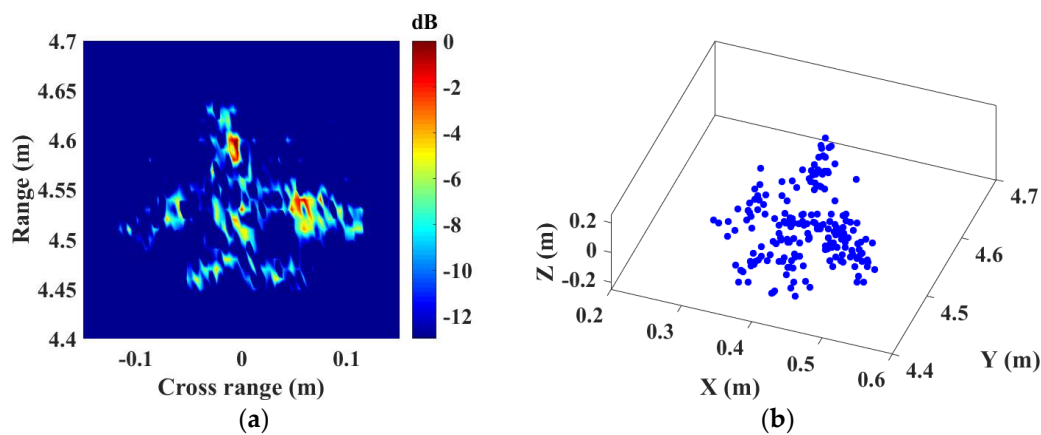 dB
4.7
4.65
4.6
4.55
4.5
4.45
4.4
Range (m)
-0.1 0 0.1
Cross range (m)
0
-2
-4
-6
-8
-10
-12
(a)
0.2
0
-0.2
Z (m)
0.2 0.3 0.4 0.5 0.6
X (m)
4.4 4.5 4.6 4.7
Y (m)
(b)